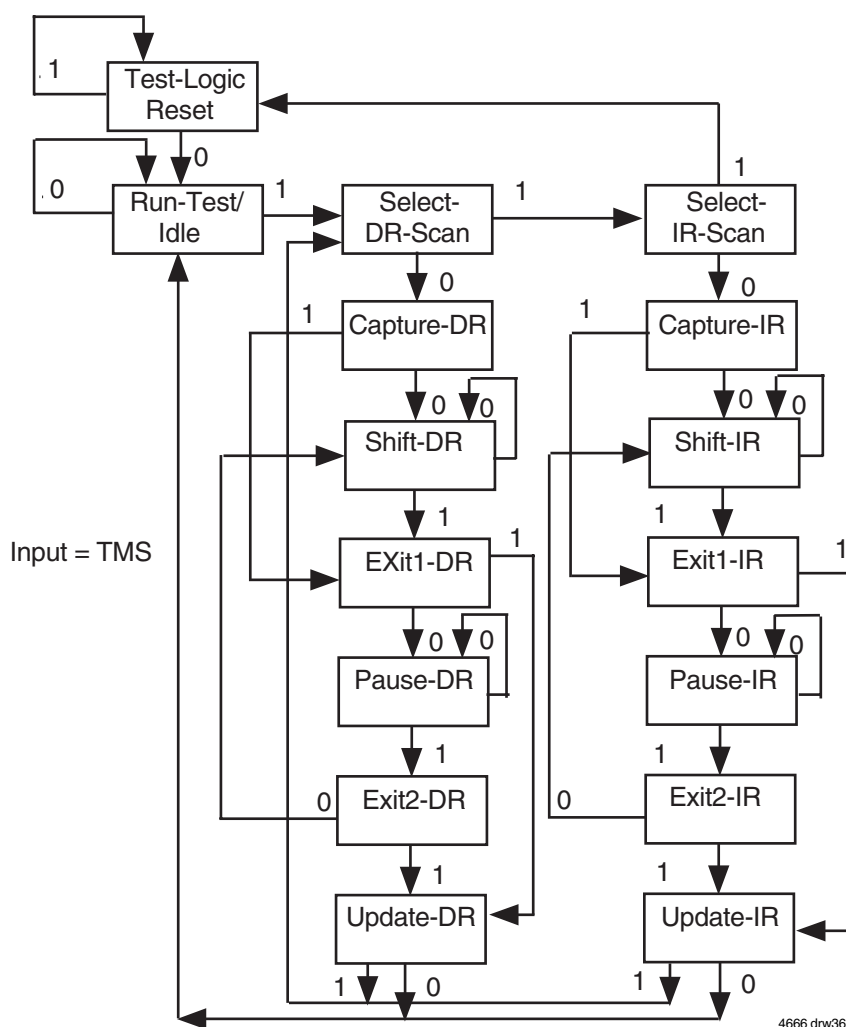 1
Test-Logic
Reset
0
0
Run-Test/
Idle
1
Select-
DR-Scan
1
1
Select-
IR-Scan
0
0
1
Capture-DR
1
Capture-IR
0
0
0
0
Shift-DR
Shift-IR
1
1
Input = TMS
EXit1-DR
1
Exit1-IR
1
0
0
0
0
Pause-DR
Pause-IR
1
1
0
Exit2-DR
0
Exit2-IR
1
1
Update-DR
Update-IR
1
0
1
0
4666 drw36